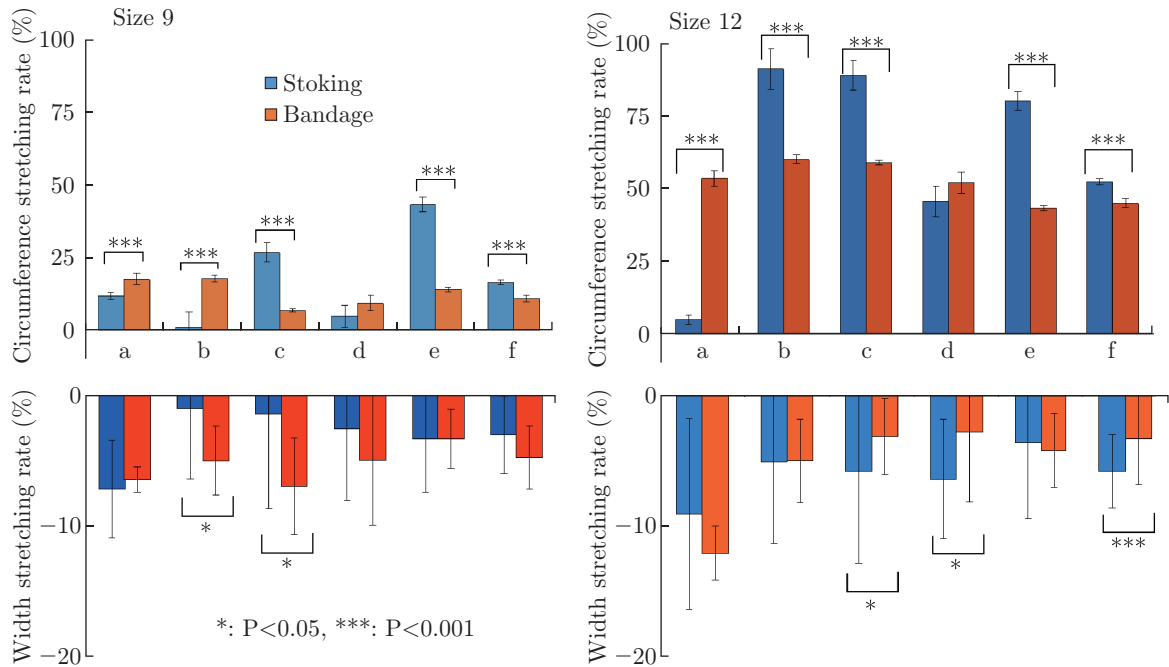 Size 9
Circumference stretching rate (%)
100
75
50
25
0
Stoking
Bandage
***
***
***
***
***
a b c d e f
Size 12
Circumference stretching rate (%)
100
75
50
25
0
***
***
***
***
***
a b c d e f
Width stretching rate (%)
0
−10
−20
*
*
*: P<0.05, ***: P<0.001
Width stretching rate (%)
0
−10
−20
*
*
***